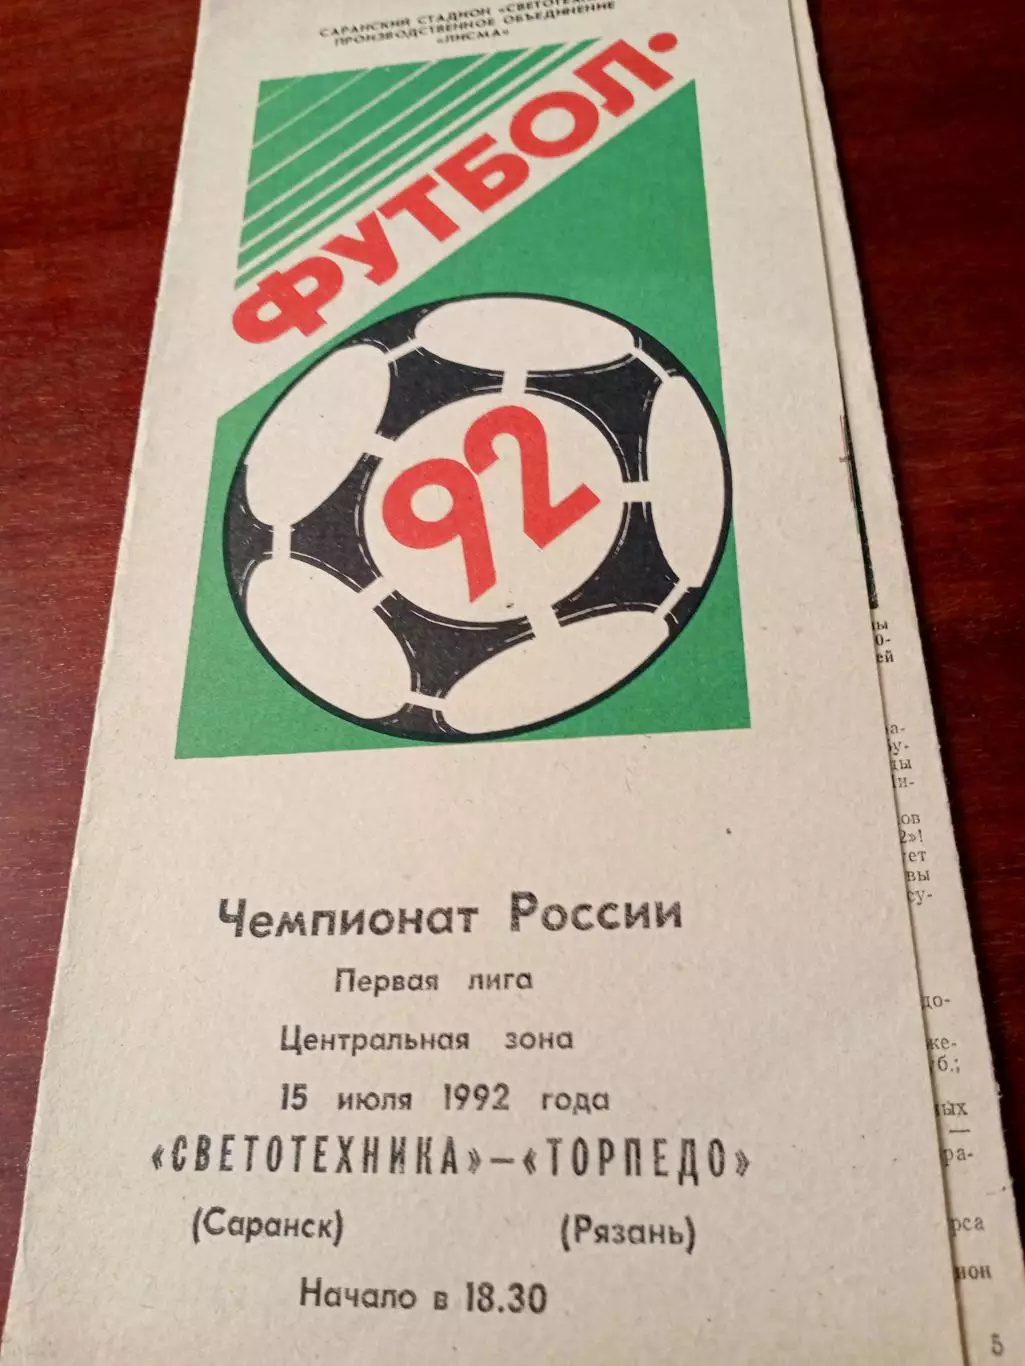 САРАНСКИЙ СТАДИОН
ПРОИЗВОДСТВЕННОЕ ОБЪЕДИНЕНИЕ
«ЛИСМА»
ФУТБОЛ·
92
Чемпионат России
Первая лига
Центральная зона
15 июля 1992 года
«СВЕТОТЕХНИКА»–«ТОРПЕДО»
(Саранск) (Рязань)
Начало в 18.30
5